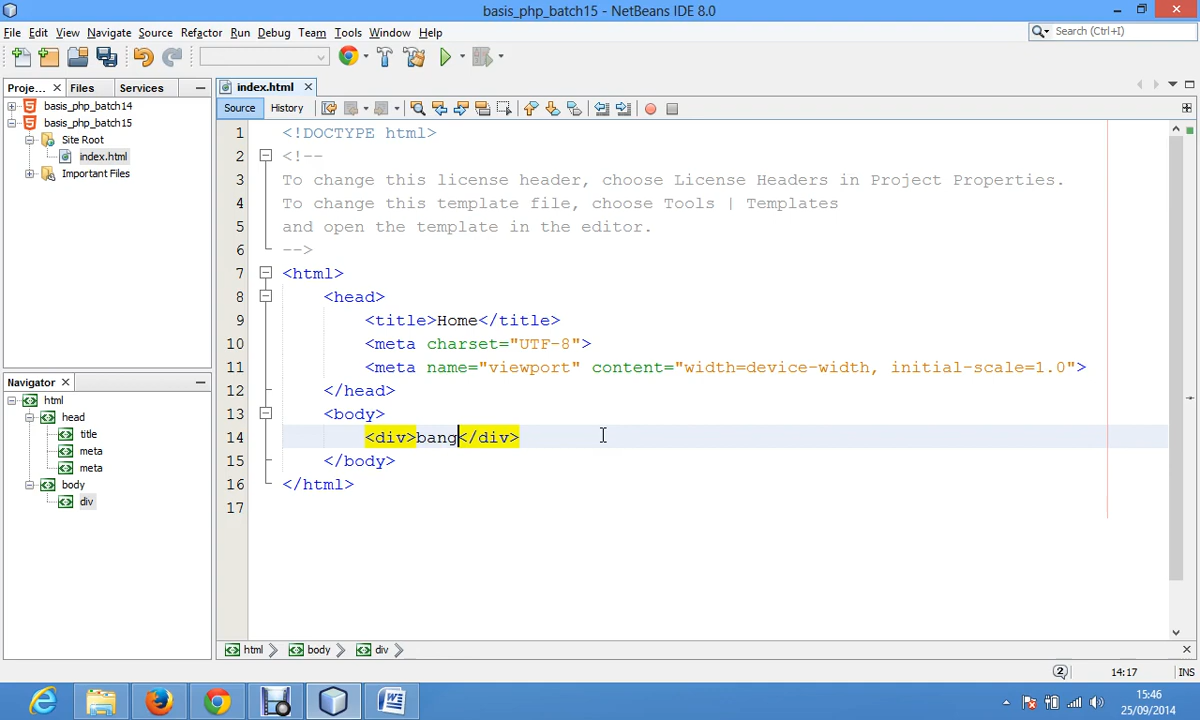 basis_php_batch15 - NetBeans IDE 8.0
File Edit View Navigate Source Refactor Run Debug Team Tools Window Help
Search (Ctrl+I)
Proje... Files Services
index.html
Source History
basis_php_batch14
basis_php_batch15
Site Root
index.html
Important Files
1 <!DOCTYPE html>
2 <!--
3 To change this license header, choose License Headers in Project Properties.
4 To change this template file, choose Tools | Templates
5 and open the template in the editor.
6 -->
7 <html>
8 <head>
9 <title>Home</title>
10 <meta charset="UTF-8">
11 <meta name="viewport" content="width=device-width, initial-scale=1.0">
12 </head>
13 <body>
14 <div>bang</div>
15 </body>
16 </html>
17
Navigator
html
head
title
meta
meta
body
div
html body div
2 14:17 INS
15:46
25/09/2014